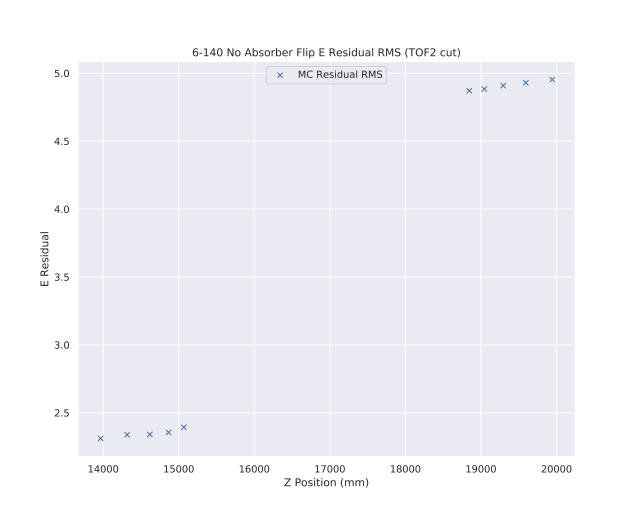 6-140 No Absorber Flip E Residual RMS (TOF2 cut)
MC Residual RMS
5.0
4.5
4.0
3.5
3.0
2.5
E Residual
14000 15000 16000 17000 18000 19000 20000
Z Position (mm)